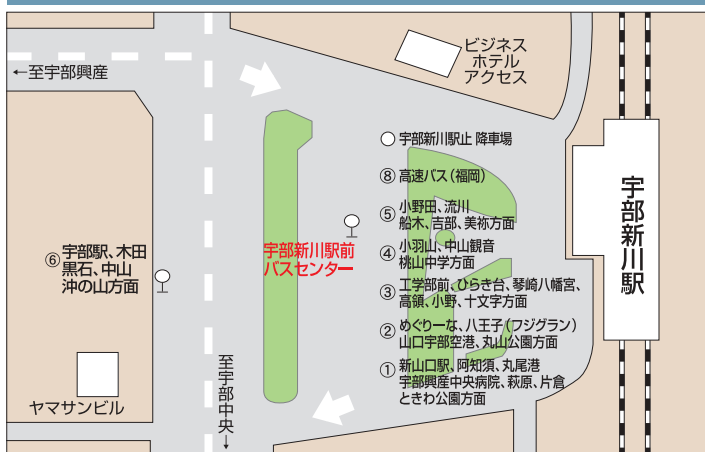 ←至宇部興産
ビジネス
ホテル
アクセス
○ 宇部新川駅止 降車場
⑧ 高速バス(福岡)
⑤ 小野田、流川
船木、吉部、美祢方面
宇部新川駅前
バスセンター
④ 小羽山、中山観音
桃山中学方面
⑥ 宇部駅、木田
黒石、中山
沖の山方面
③ 工学部前、ひらき台、琴崎八幡宮、
高嶺、小野、十文字方面
② めぐりーな、八王子(フジグラン)
山口宇部空港、丸山公園方面
① 新山口駅、阿知須、丸尾港
宇部興産中央病院、萩原、片倉
ときわ公園方面
宇部新川駅
ヤマサンビル
至宇部中央→